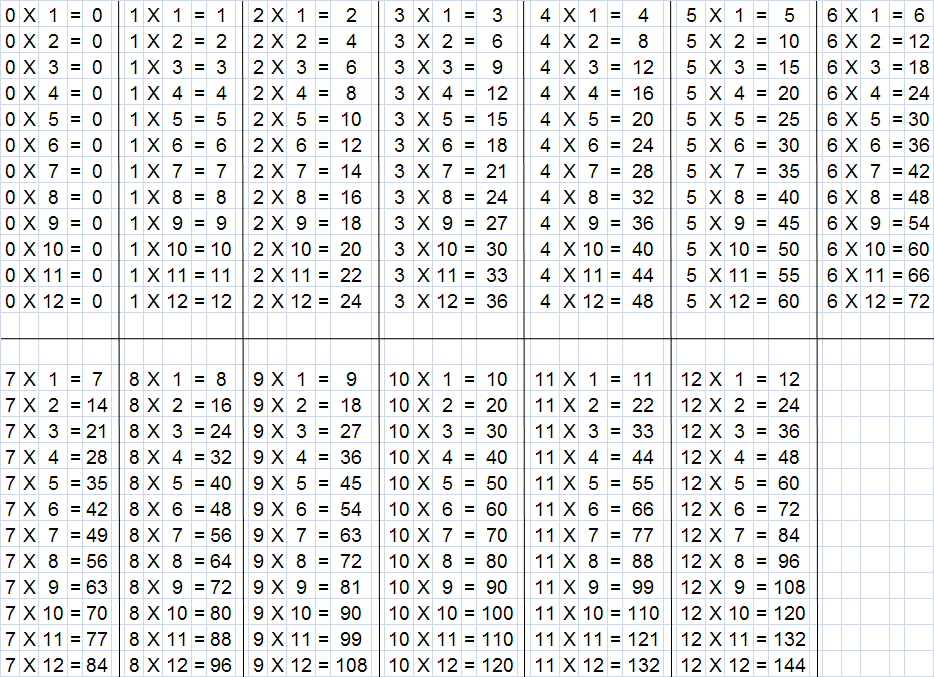 0 X 1 = 0 1 X 1 = 1 2 X 1 = 2 3 X 1 = 3 4 X 1 = 4 5 X 1 = 5 6 X 1 = 6
0 X 2 = 0 1 X 2 = 2 2 X 2 = 4 3 X 2 = 6 4 X 2 = 8 5 X 2 = 10 6 X 2 = 12
0 X 3 = 0 1 X 3 = 3 2 X 3 = 6 3 X 3 = 9 4 X 3 = 12 5 X 3 = 15 6 X 3 = 18
0 X 4 = 0 1 X 4 = 4 2 X 4 = 8 3 X 4 = 12 4 X 4 = 16 5 X 4 = 20 6 X 4 = 24
0 X 5 = 0 1 X 5 = 5 2 X 5 = 10 3 X 5 = 15 4 X 5 = 20 5 X 5 = 25 6 X 5 = 30
0 X 6 = 0 1 X 6 = 6 2 X 6 = 12 3 X 6 = 18 4 X 6 = 24 5 X 6 = 30 6 X 6 = 36
0 X 7 = 0 1 X 7 = 7 2 X 7 = 14 3 X 7 = 21 4 X 7 = 28 5 X 7 = 35 6 X 7 = 42
0 X 8 = 0 1 X 8 = 8 2 X 8 = 16 3 X 8 = 24 4 X 8 = 32 5 X 8 = 40 6 X 8 = 48
0 X 9 = 0 1 X 9 = 9 2 X 9 = 18 3 X 9 = 27 4 X 9 = 36 5 X 9 = 45 6 X 9 = 54
0 X 10 = 0 1 X 10 = 10 2 X 10 = 20 3 X 10 = 30 4 X 10 = 40 5 X 10 = 50 6 X 10 = 60
0 X 11 = 0 1 X 11 = 11 2 X 11 = 22 3 X 11 = 33 4 X 11 = 44 5 X 11 = 55 6 X 11 = 66
0 X 12 = 0 1 X 12 = 12 2 X 12 = 24 3 X 12 = 36 4 X 12 = 48 5 X 12 = 60 6 X 12 = 72
7 X 1 = 7 8 X 1 = 8 9 X 1 = 9 10 X 1 = 10 11 X 1 = 11 12 X 1 = 12
7 X 2 = 14 8 X 2 = 16 9 X 2 = 18 10 X 2 = 20 11 X 2 = 22 12 X 2 = 24
7 X 3 = 21 8 X 3 = 24 9 X 3 = 27 10 X 3 = 30 11 X 3 = 33 12 X 3 = 36
7 X 4 = 28 8 X 4 = 32 9 X 4 = 36 10 X 4 = 40 11 X 4 = 44 12 X 4 = 48
7 X 5 = 35 8 X 5 = 40 9 X 5 = 45 10 X 5 = 50 11 X 5 = 55 12 X 5 = 60
7 X 6 = 42 8 X 6 = 48 9 X 6 = 54 10 X 6 = 60 11 X 6 = 66 12 X 6 = 72
7 X 7 = 49 8 X 7 = 56 9 X 7 = 63 10 X 7 = 70 11 X 7 = 77 12 X 7 = 84
7 X 8 = 56 8 X 8 = 64 9 X 8 = 72 10 X 8 = 80 11 X 8 = 88 12 X 8 = 96
7 X 9 = 63 8 X 9 = 72 9 X 9 = 81 10 X 9 = 90 11 X 9 = 99 12 X 9 = 108
7 X 10 = 70 8 X 10 = 80 9 X 10 = 90 10 X 10 = 100 11 X 10 = 110 12 X 10 = 120
7 X 11 = 77 8 X 11 = 88 9 X 11 = 99 10 X 11 = 110 11 X 11 = 121 12 X 11 = 132
7 X 12 = 84 8 X 12 = 96 9 X 12 = 108 10 X 12 = 120 11 X 12 = 132 12 X 12 = 144